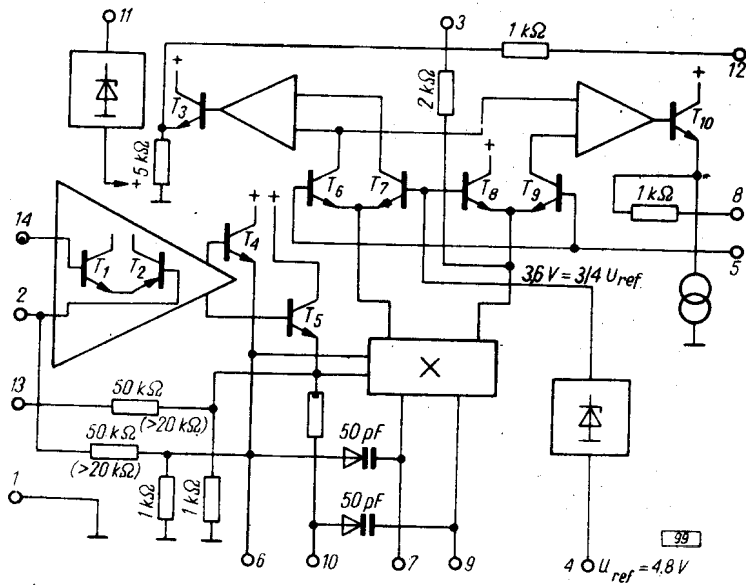 11
3
1 kΩ
12
+
T3
2 kΩ
+
T10
+5 kΩ
+
T6
T7
T8
T9
1 kΩ
8
14
+
+
T4
5
T1
T2
3,6 V = 3/4 Uref
2
T5
×
13
50 kΩ
(>20 kΩ)
50 kΩ
(>20 kΩ)
50 pF
1
1 kΩ
1 kΩ
50 pF
99
6
10
7
9
4
Uref = 4,8 V